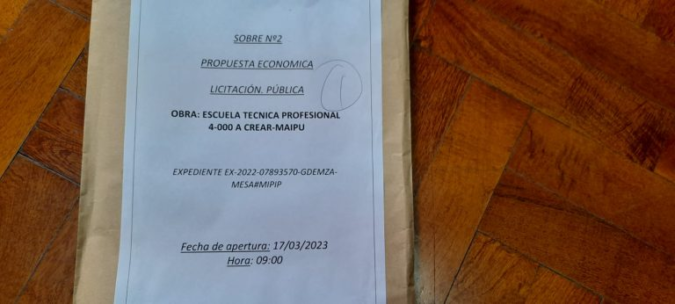 SOBRE Nº2
PROPUESTA ECONOMICA
LICITACIÓN. PÚBLICA
1
OBRA: ESCUELA TECNICA PROFESIONAL
4-000 A CREAR-MAIPU
EXPEDIENTE EX-2022-07893570-GDEMZA-
MESA#MIPIP
Fecha de apertura: 17/03/2023
Hora: 09:00